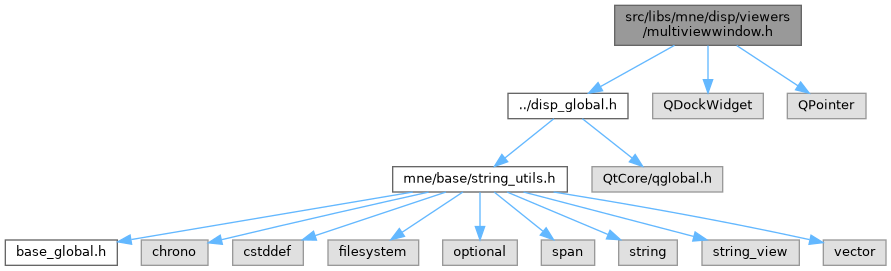 src/libs/mne/disp/viewers
/multiviewwindow.h
../disp_global.h
QDockWidget
QPointer
mne/base/string_utils.h
QtCore/qglobal.h
base_global.h
chrono
cstddef
filesystem
optional
span
string
string_view
vector